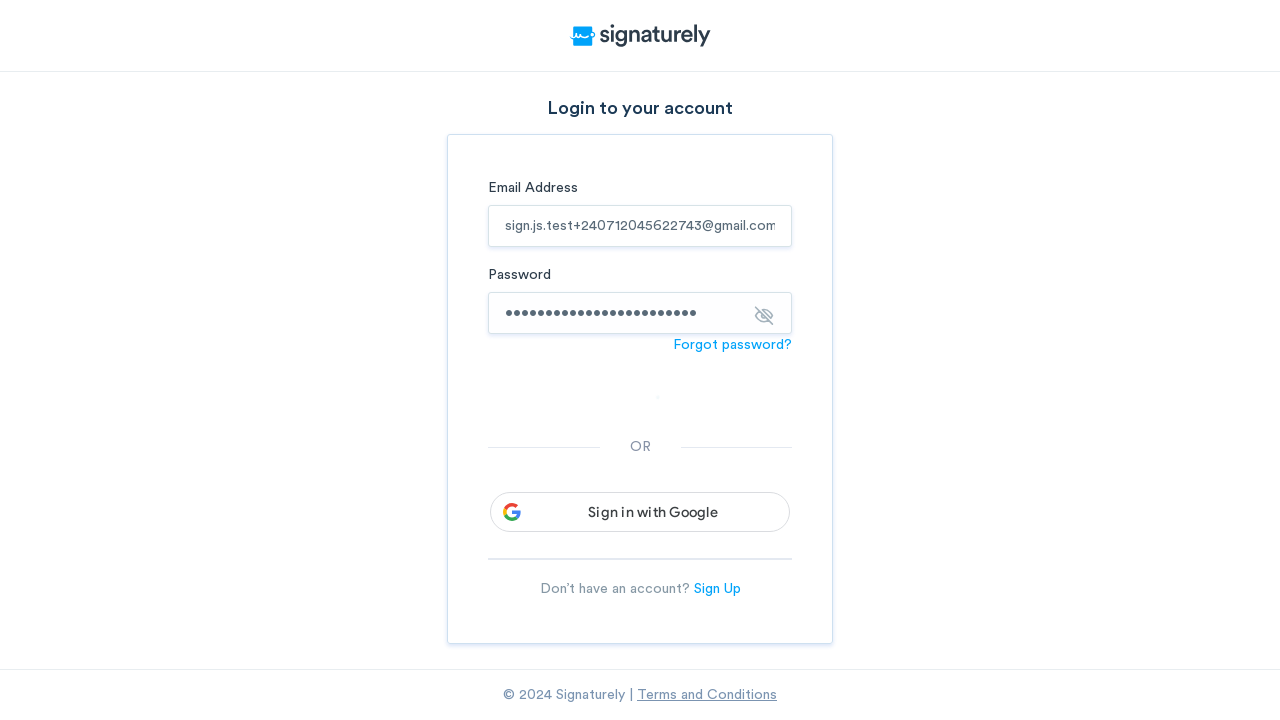 signaturely
Login to your account
Email Address
sign.js.test+240712045622743@gmail.com
Password
••••••••••••••••••••••••
Forgot password?
OR
Sign in with Google
Don't have an account? Sign Up
© 2024 Signaturely | Terms and Conditions